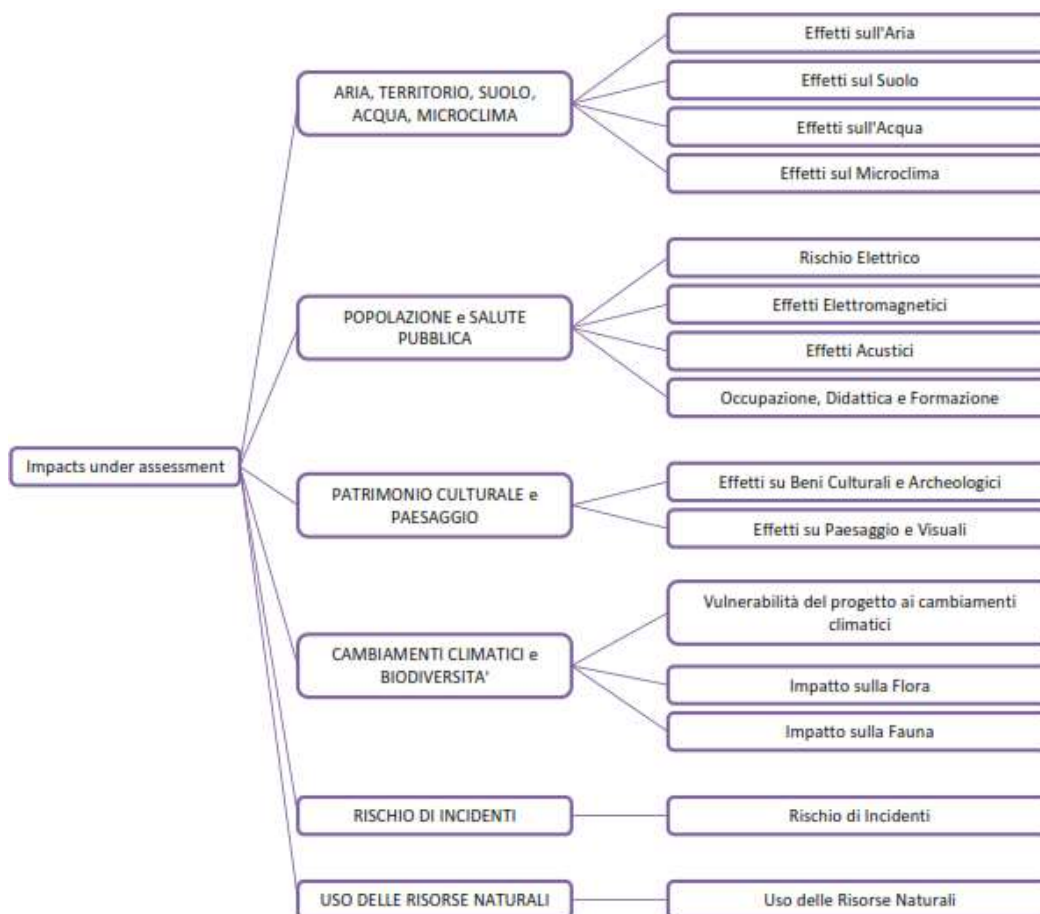 Impacts under assessment
ARIA, TERRITORIO, SUOLO,
ACQUA, MICROCLIMA
Effetti sull'Aria
Effetti sul Suolo
Effetti sull'Acqua
Effetti sul Microclima
POPOLAZIONE e SALUTE
PUBBLICA
Rischio Elettrico
Effetti Elettromagnetici
Effetti Acustici
Occupazione, Didattica e Formazione
PATRIMONIO CULTURALE e
PAESAGGIO
Effetti su Beni Culturali e Archeologici
Effetti su Paesaggio e Visuali
CAMBIAMENTI CLIMATICI e
BIODIVERSITA'
Vulnerabilità del progetto ai cambiamenti
climatici
Impatto sulla Flora
Impatto sulla Fauna
RISCHIO DI INCIDENTI
Rischio di Incidenti
USO DELLE RISORSE NATURALI
Uso delle Risorse Naturali